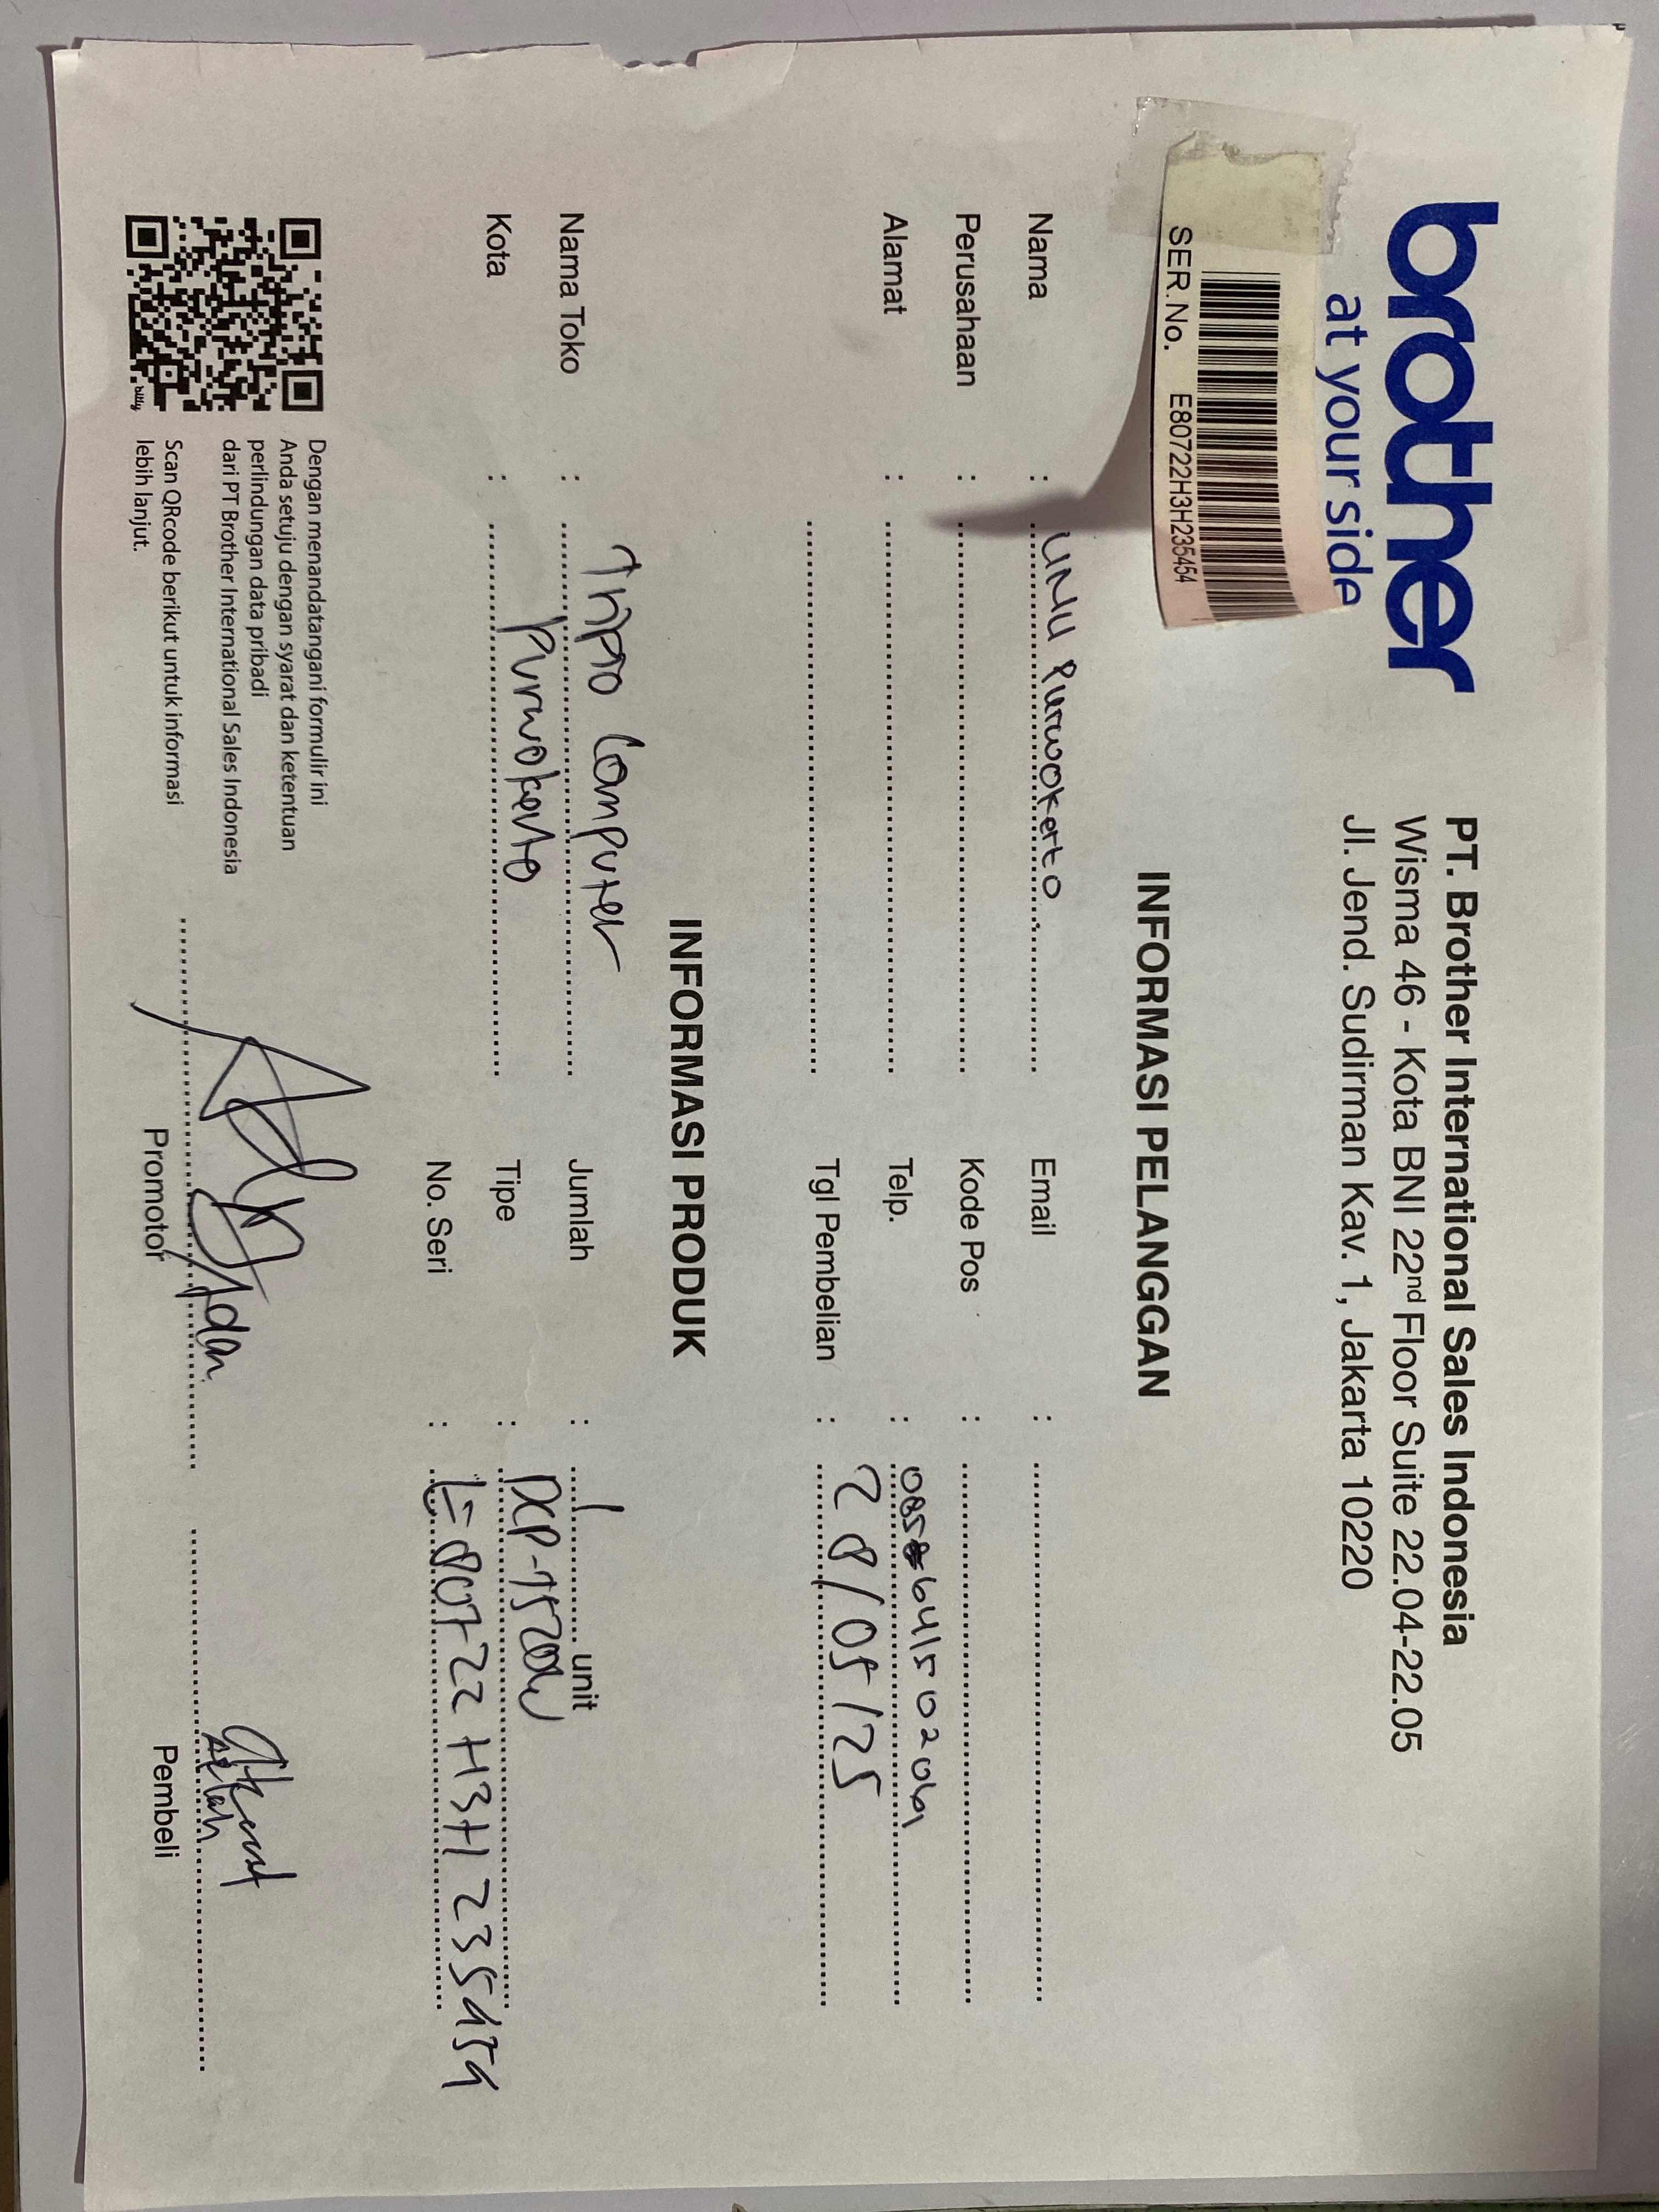 brother
at your side
PT. Brother International Sales Indonesia
Wisma 46 - Kota BNI 22nd Floor Suite 22.04-22.05
Jl. Jend. Sudirman Kav. 1, Jakarta 10220
SER.No. E80722H3H235454
INFORMASI PELANGGAN
Nama : UNU Purwokerto
Email :
Perusahaan :
Kode Pos :
Alamat :
Telp. :
Tgl Pembelian : 28/05/25
INFORMASI PRODUK
Nama Toko : Tripro Computer
Jumlah : 1 unit
Kota : Purwokerto
Tipe : DCP-T520W
No. Seri : E80722H3H235454
Dengan menandatangani formulir ini
Anda setuju dengan syarat dan ketentuan
perlindungan data pribadi
dari PT Brother International Sales Indonesia
Scan QRcode berikut untuk informasi
lebih lanjut.
bitly
Promotor
Pembeli